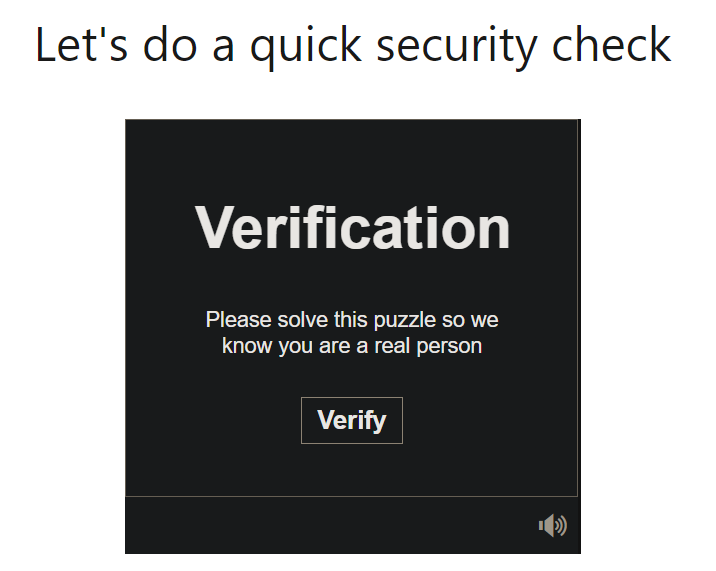 Let's do a quick security check
Verification
Please solve this puzzle so we
know you are a real person
Verify